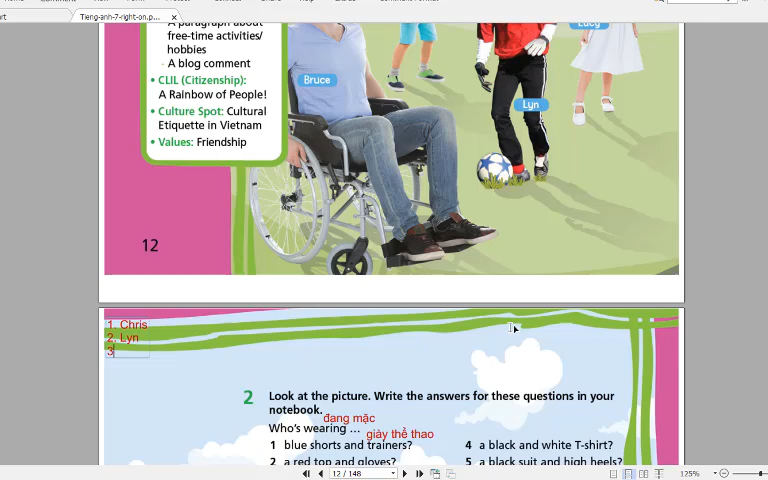 Tieng-anh-7-right-on.p...
A paragraph about
free-time activities/
hobbies
- A blog comment
• CLIL (Citizenship):
A Rainbow of People!
• Culture Spot: Cultural
Etiquette in Vietnam
• Values: Friendship
Bruce
Lucy
Lyn
12
1. Chris
2. Lyn
3
2 Look at the picture. Write the answers for these questions in your
notebook.
đang mặc
Who's wearing ...
giày thể thao
1 blue shorts and trainers?
2 a red top and gloves?
4 a black and white T-shirt?
5 a black suit and high heels?
12 / 148
125%